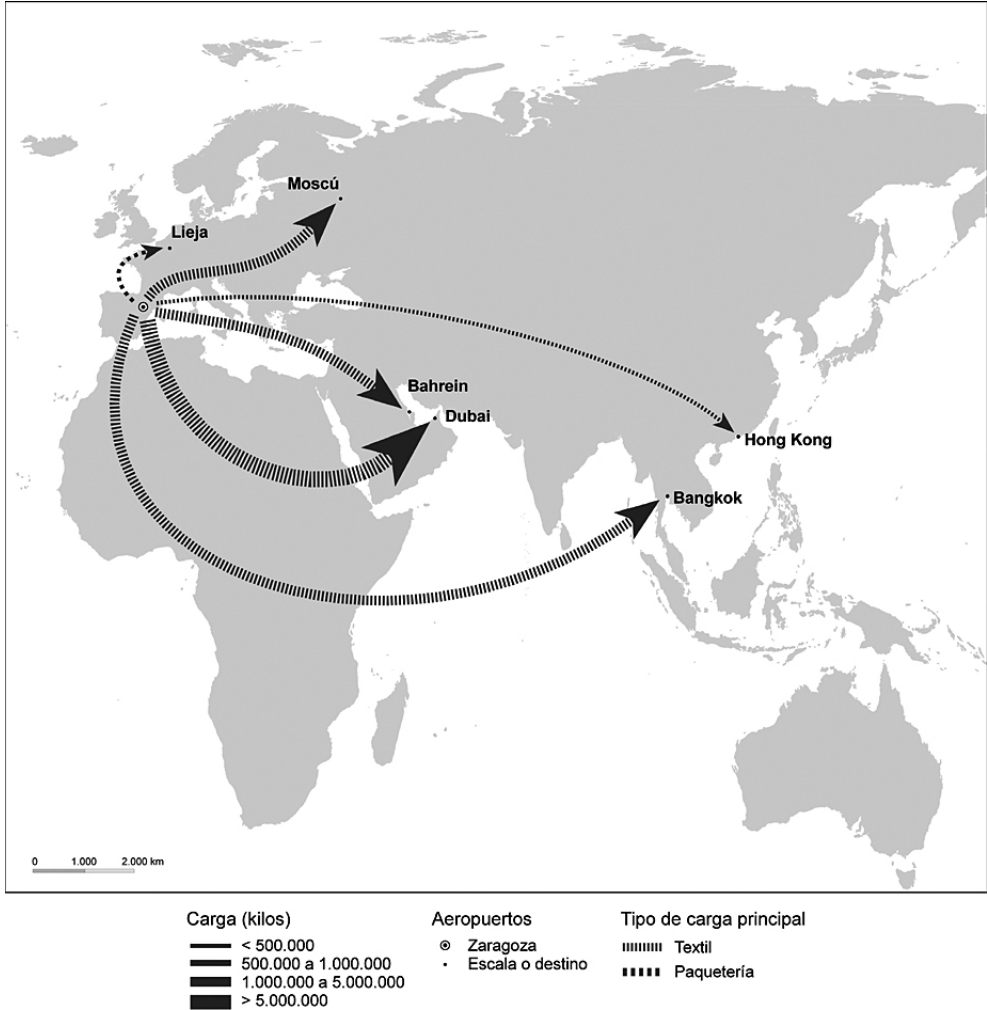 Moscú
Lieja
Bahrein
Dubai
Hong Kong
Bangkok
0 1.000 2.000 km
Carga (kilos)
< 500.000
500.000 a 1.000.000
1.000.000 a 5.000.000
> 5.000.000
Aeropuertos
Zaragoza
Escala o destino
Tipo de carga principal
Textil
Paquetería